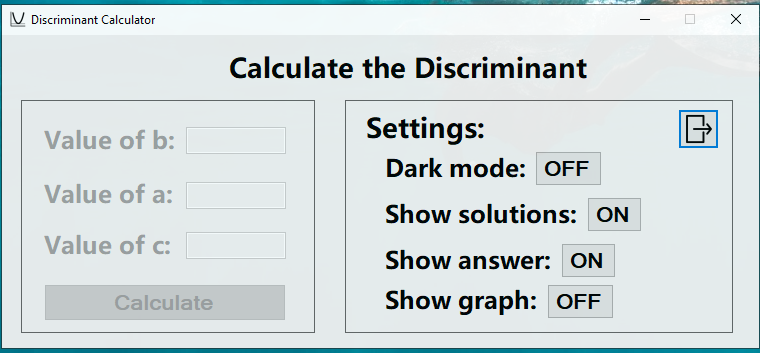 Discriminant Calculator
Calculate the Discriminant
Value of b:
Value of a:
Value of c:
Calculate
Settings:
Dark mode: OFF
Show solutions: ON
Show answer: ON
Show graph: OFF